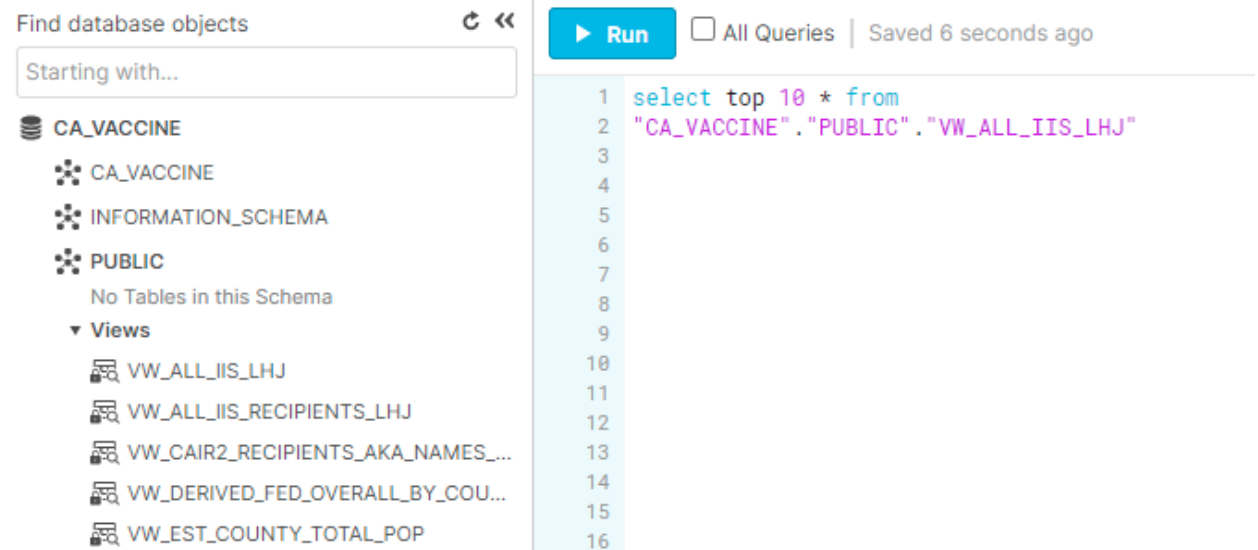 Find database objects
Starting with...
CA_VACCINE
CA_VACCINE
INFORMATION_SCHEMA
PUBLIC
No Tables in this Schema
Views
VW_ALL_IIS_LHJ
VW_ALL_IIS_RECIPIENTS_LHJ
VW_CAIR2_RECIPIENTS_AKA_NAMES_...
VW_DERIVED_FED_OVERALL_BY_COU...
VW_EST_COUNTY_TOTAL_POP
Run All Queries | Saved 6 seconds ago
1 select top 10 * from
2 "CA_VACCINE"."PUBLIC"."VW_ALL_IIS_LHJ"
3
4
5
6
7
8
9
10
11
12
13
14
15
16